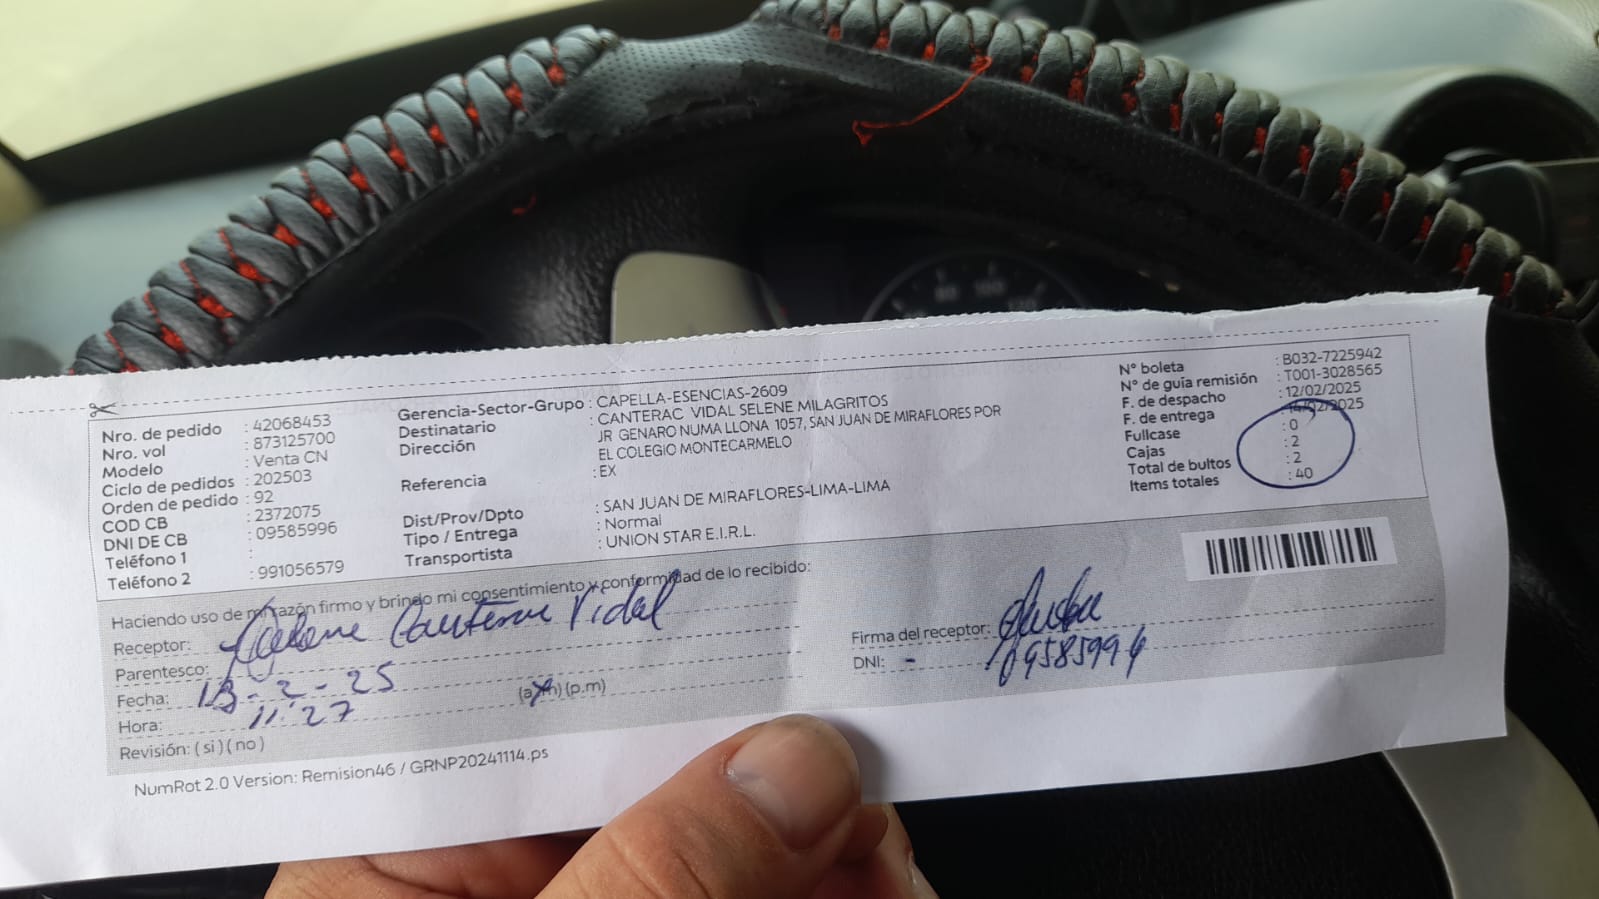 Nro. de pedido : 42068453
Nro. vol : 873125700
Modelo : Venta CN
Ciclo de pedidos : 202503
Orden de pedido : 92
COD CB : 2372075
DNI DE CB : 09585996
Teléfono 1 :
Teléfono 2 : 991056579
Gerencia-Sector-Grupo : CAPELLA-ESENCIAS-2609
Destinatario : CANTERAC VIDAL SELENE MILAGRITOS
Dirección : JR GENARO NUMA LLONA 1057, SAN JUAN DE MIRAFLORES POR
EL COLEGIO MONTECARMELO
Referencia : EX
Dist/Prov/Dpto : SAN JUAN DE MIRAFLORES-LIMA-LIMA
Tipo / Entrega : Normal
Transportista : UNION STAR E.I.R.L.
N° boleta : B032-7225942
N° de guía remisión : T001-3028565
F. de despacho : 12/02/2025
F. de entrega : 14/02/2025
Fullcase : 0
Cajas : 2
Total de bultos : 2
Items totales : 40
Haciendo uso de mi razón firmo y brindo mi consentimiento y conformidad de lo recibido:
Receptor: Selene Canterac Vidal
Parentesco:
Fecha: 13-2-25
Hora: 11:27 (a.m) (p.m)
Revisión: ( si ) ( no )
Firma del receptor:
DNI: - 09585996
NumRot 2.0 Version: Remision46 / GRNP20241114.ps